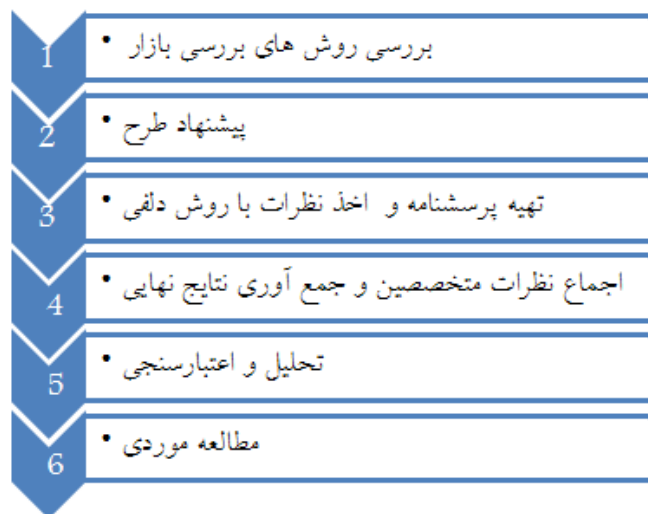 1
• بررسی روش های بررسی بازار
2
• پیشنهاد طرح
3
• تهیه پرسشنامه و اخذ نظرات با روش دلفی
4
• اجماع نظرات متخصصین و جمع آوری نتایج نهایی
5
• تحلیل و اعتبارسنجی
6
• مطالعه موردی